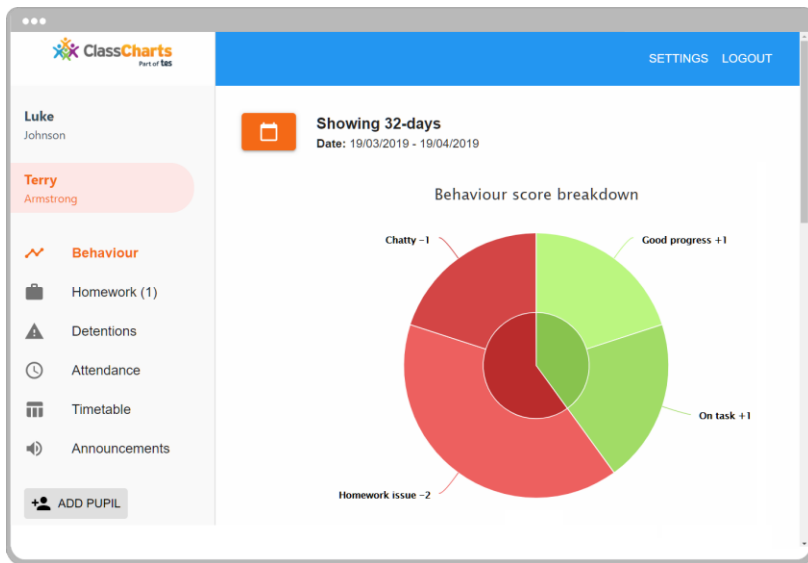 ClassCharts
Part of tes
SETTINGS LOGOUT
Luke
Johnson
Terry
Armstrong
Behaviour
Homework (1)
Detentions
Attendance
Timetable
Announcements
ADD PUPIL
Showing 32-days
Date: 19/03/2019 - 19/04/2019
Behaviour score breakdown
Chatty -1
Good progress +1
On task +1
Homework issue -2